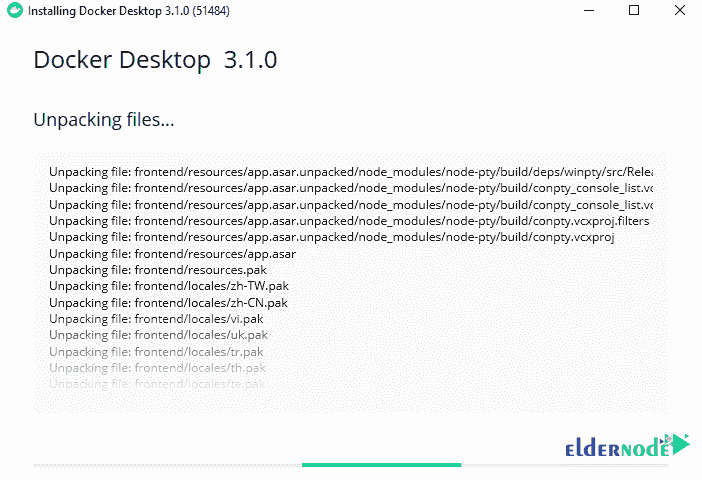 Installing Docker Desktop 3.1.0 (51484)
Docker Desktop 3.1.0
Unpacking files...
Unpacking file: frontend/resources/app.asar.unpacked/node_modules/node-pty/build/deps/winpty/src/Relea
Unpacking file: frontend/resources/app.asar.unpacked/node_modules/node-pty/build/conpty_console_list.vc
Unpacking file: frontend/resources/app.asar.unpacked/node_modules/node-pty/build/conpty_console_list.vc
Unpacking file: frontend/resources/app.asar.unpacked/node_modules/node-pty/build/conpty.vcxproj.filters
Unpacking file: frontend/resources/app.asar.unpacked/node_modules/node-pty/build/conpty.vcxproj
Unpacking file: frontend/resources/app.asar
Unpacking file: frontend/resources.pak
Unpacking file: frontend/locales/zh-TW.pak
Unpacking file: frontend/locales/zh-CN.pak
Unpacking file: frontend/locales/vi.pak
Unpacking file: frontend/locales/uk.pak
Unpacking file: frontend/locales/tr.pak
Unpacking file: frontend/locales/th.pak
Unpacking file: frontend/locales/te.pak
ELDERNODE